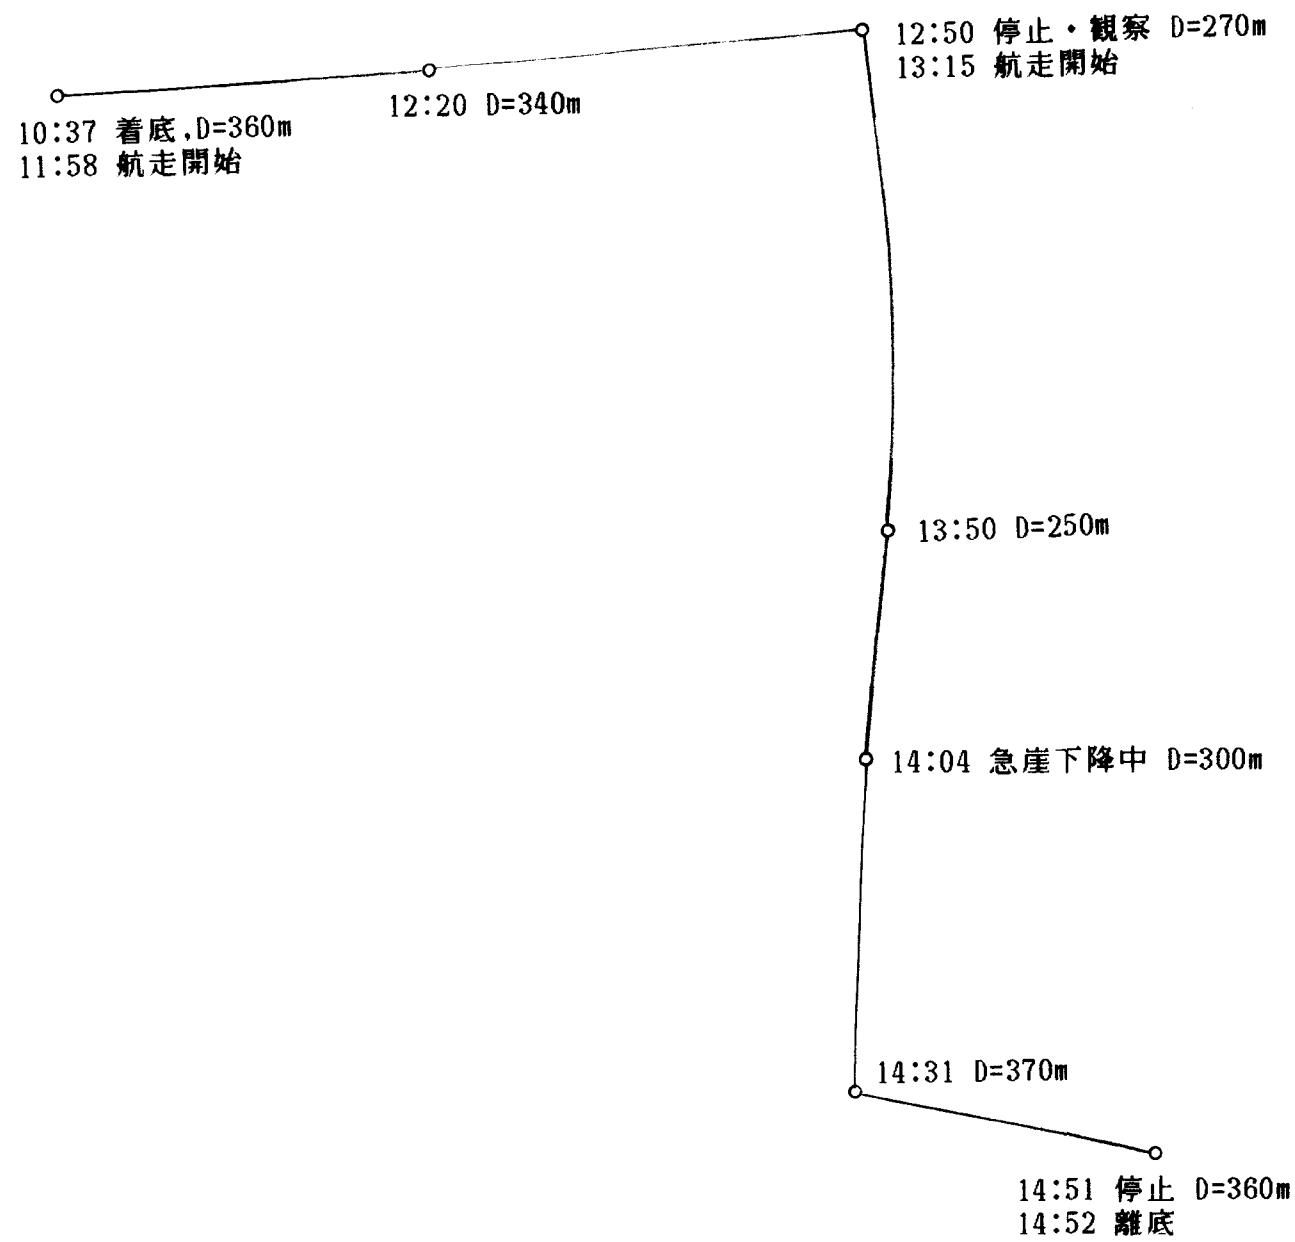 12:50 停止・観察 D=270m
13:15 航走開始
12:20 D=340m
10:37 着底,D=360m
11:58 航走開始
13:50 D=250m
14:04 急崖下降中 D=300m
14:31 D=370m
14:51 停止 D=360m
14:52 離底